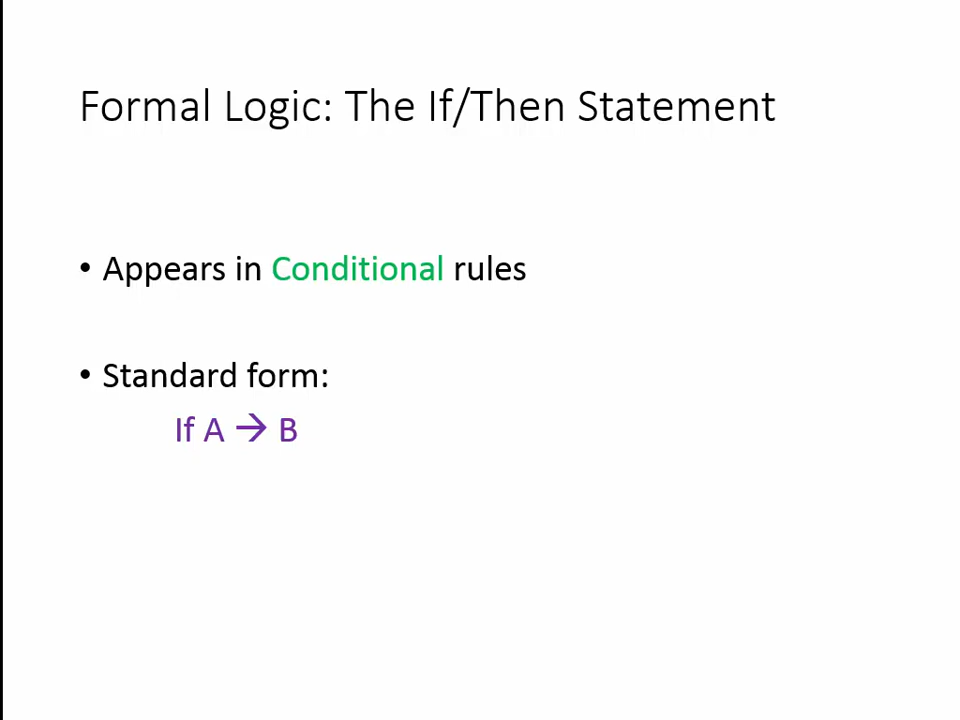 Formal Logic: The If/Then Statement
• Appears in Conditional rules
• Standard form:
If A → B